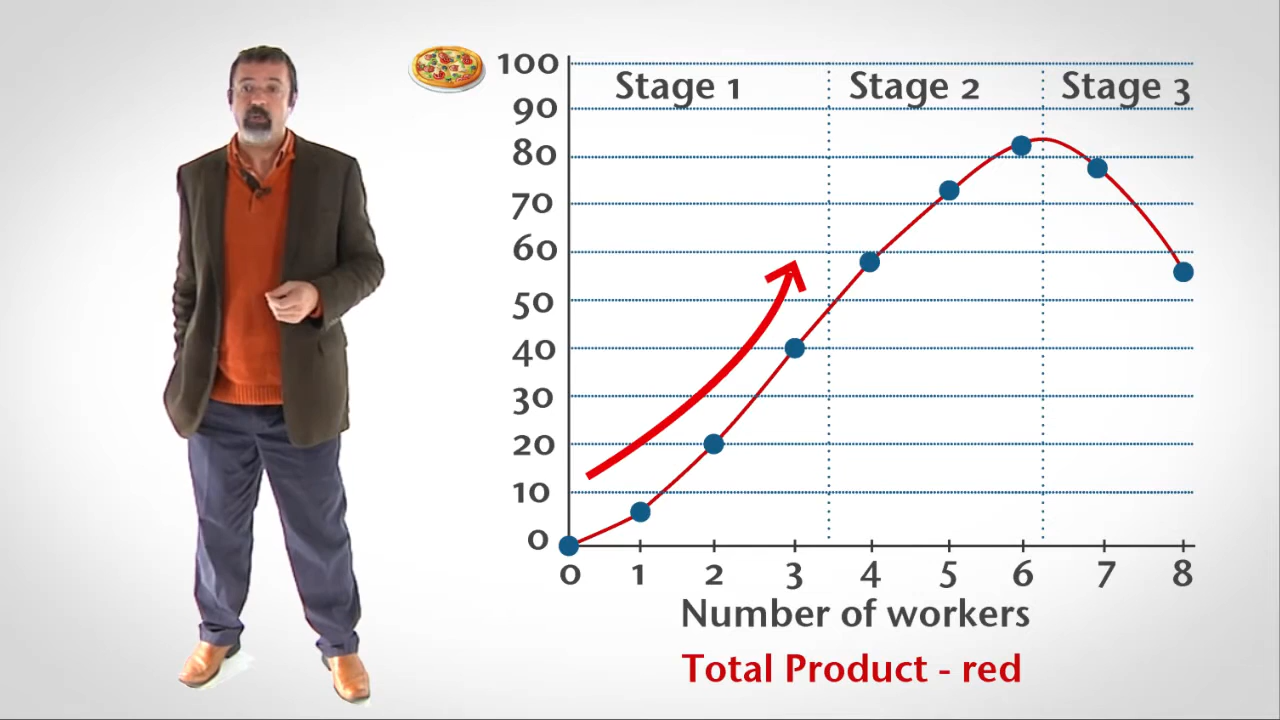 100
Stage 1 Stage 2 Stage 3
90
80
70
60
50
40
30
20
10
0
0 1 2 3 4 5 6 7 8
Number of workers
Total Product - red